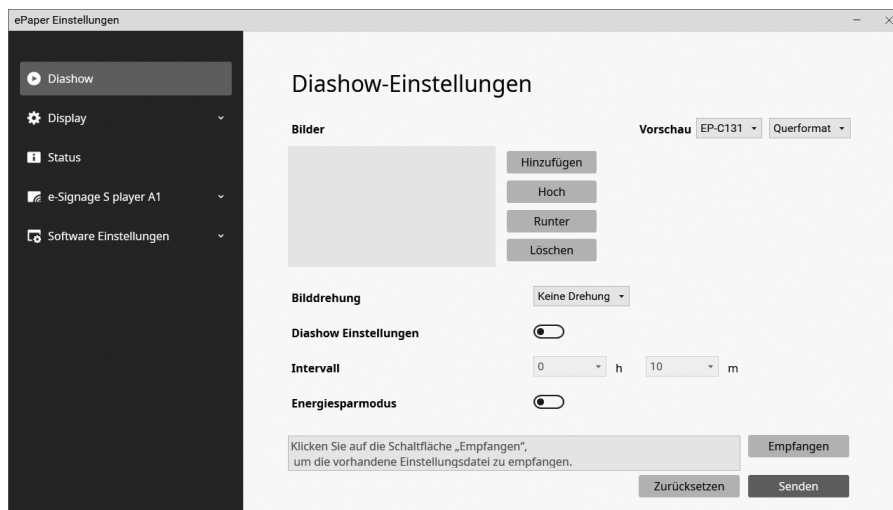 ePaper Einstellungen
Diashow
Display
Status
e-Signage S player A1
Software Einstellungen
Diashow-Einstellungen
Bilder
Vorschau EP-C131 Querformat
Hinzufügen
Hoch
Runter
Löschen
Bilddrehung Keine Drehung
Diashow Einstellungen
Intervall 0 h 10 m
Energiesparmodus
Klicken Sie auf die Schaltfläche „Empfangen“,
um die vorhandene Einstellungsdatei zu empfangen.
Empfangen
Zurücksetzen Senden